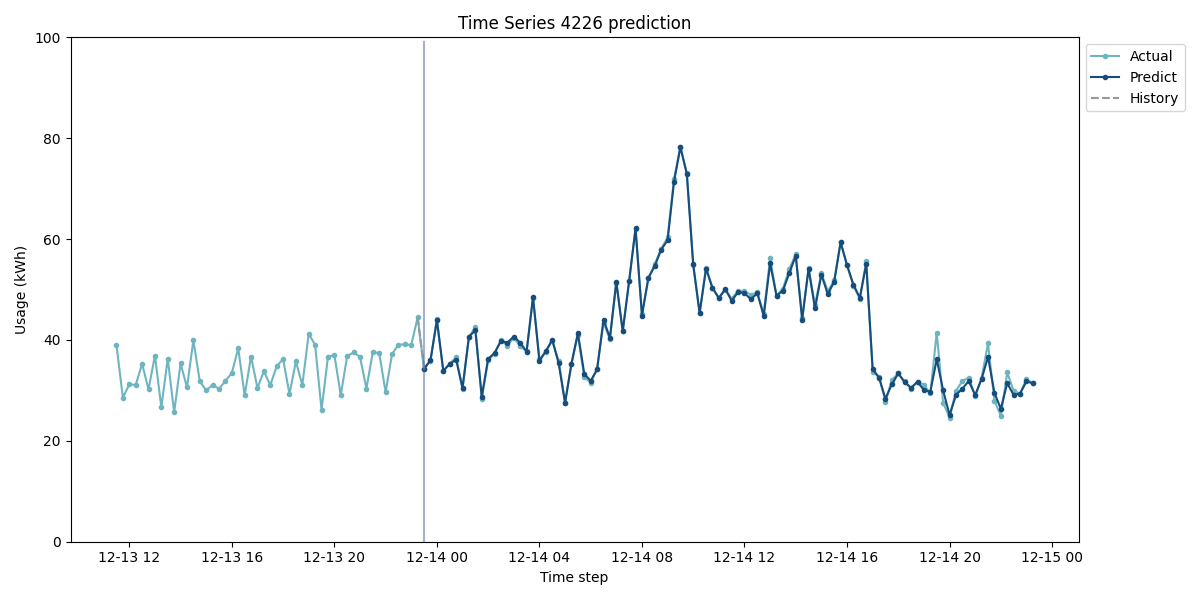 Time Series 4226 prediction
Usage (kWh)
100
80
60
40
20
0
12-13 12
12-13 16
12-13 20
12-14 00
12-14 04
12-14 08
12-14 12
12-14 16
12-14 20
12-15 00
Time step
Actual
Predict
History